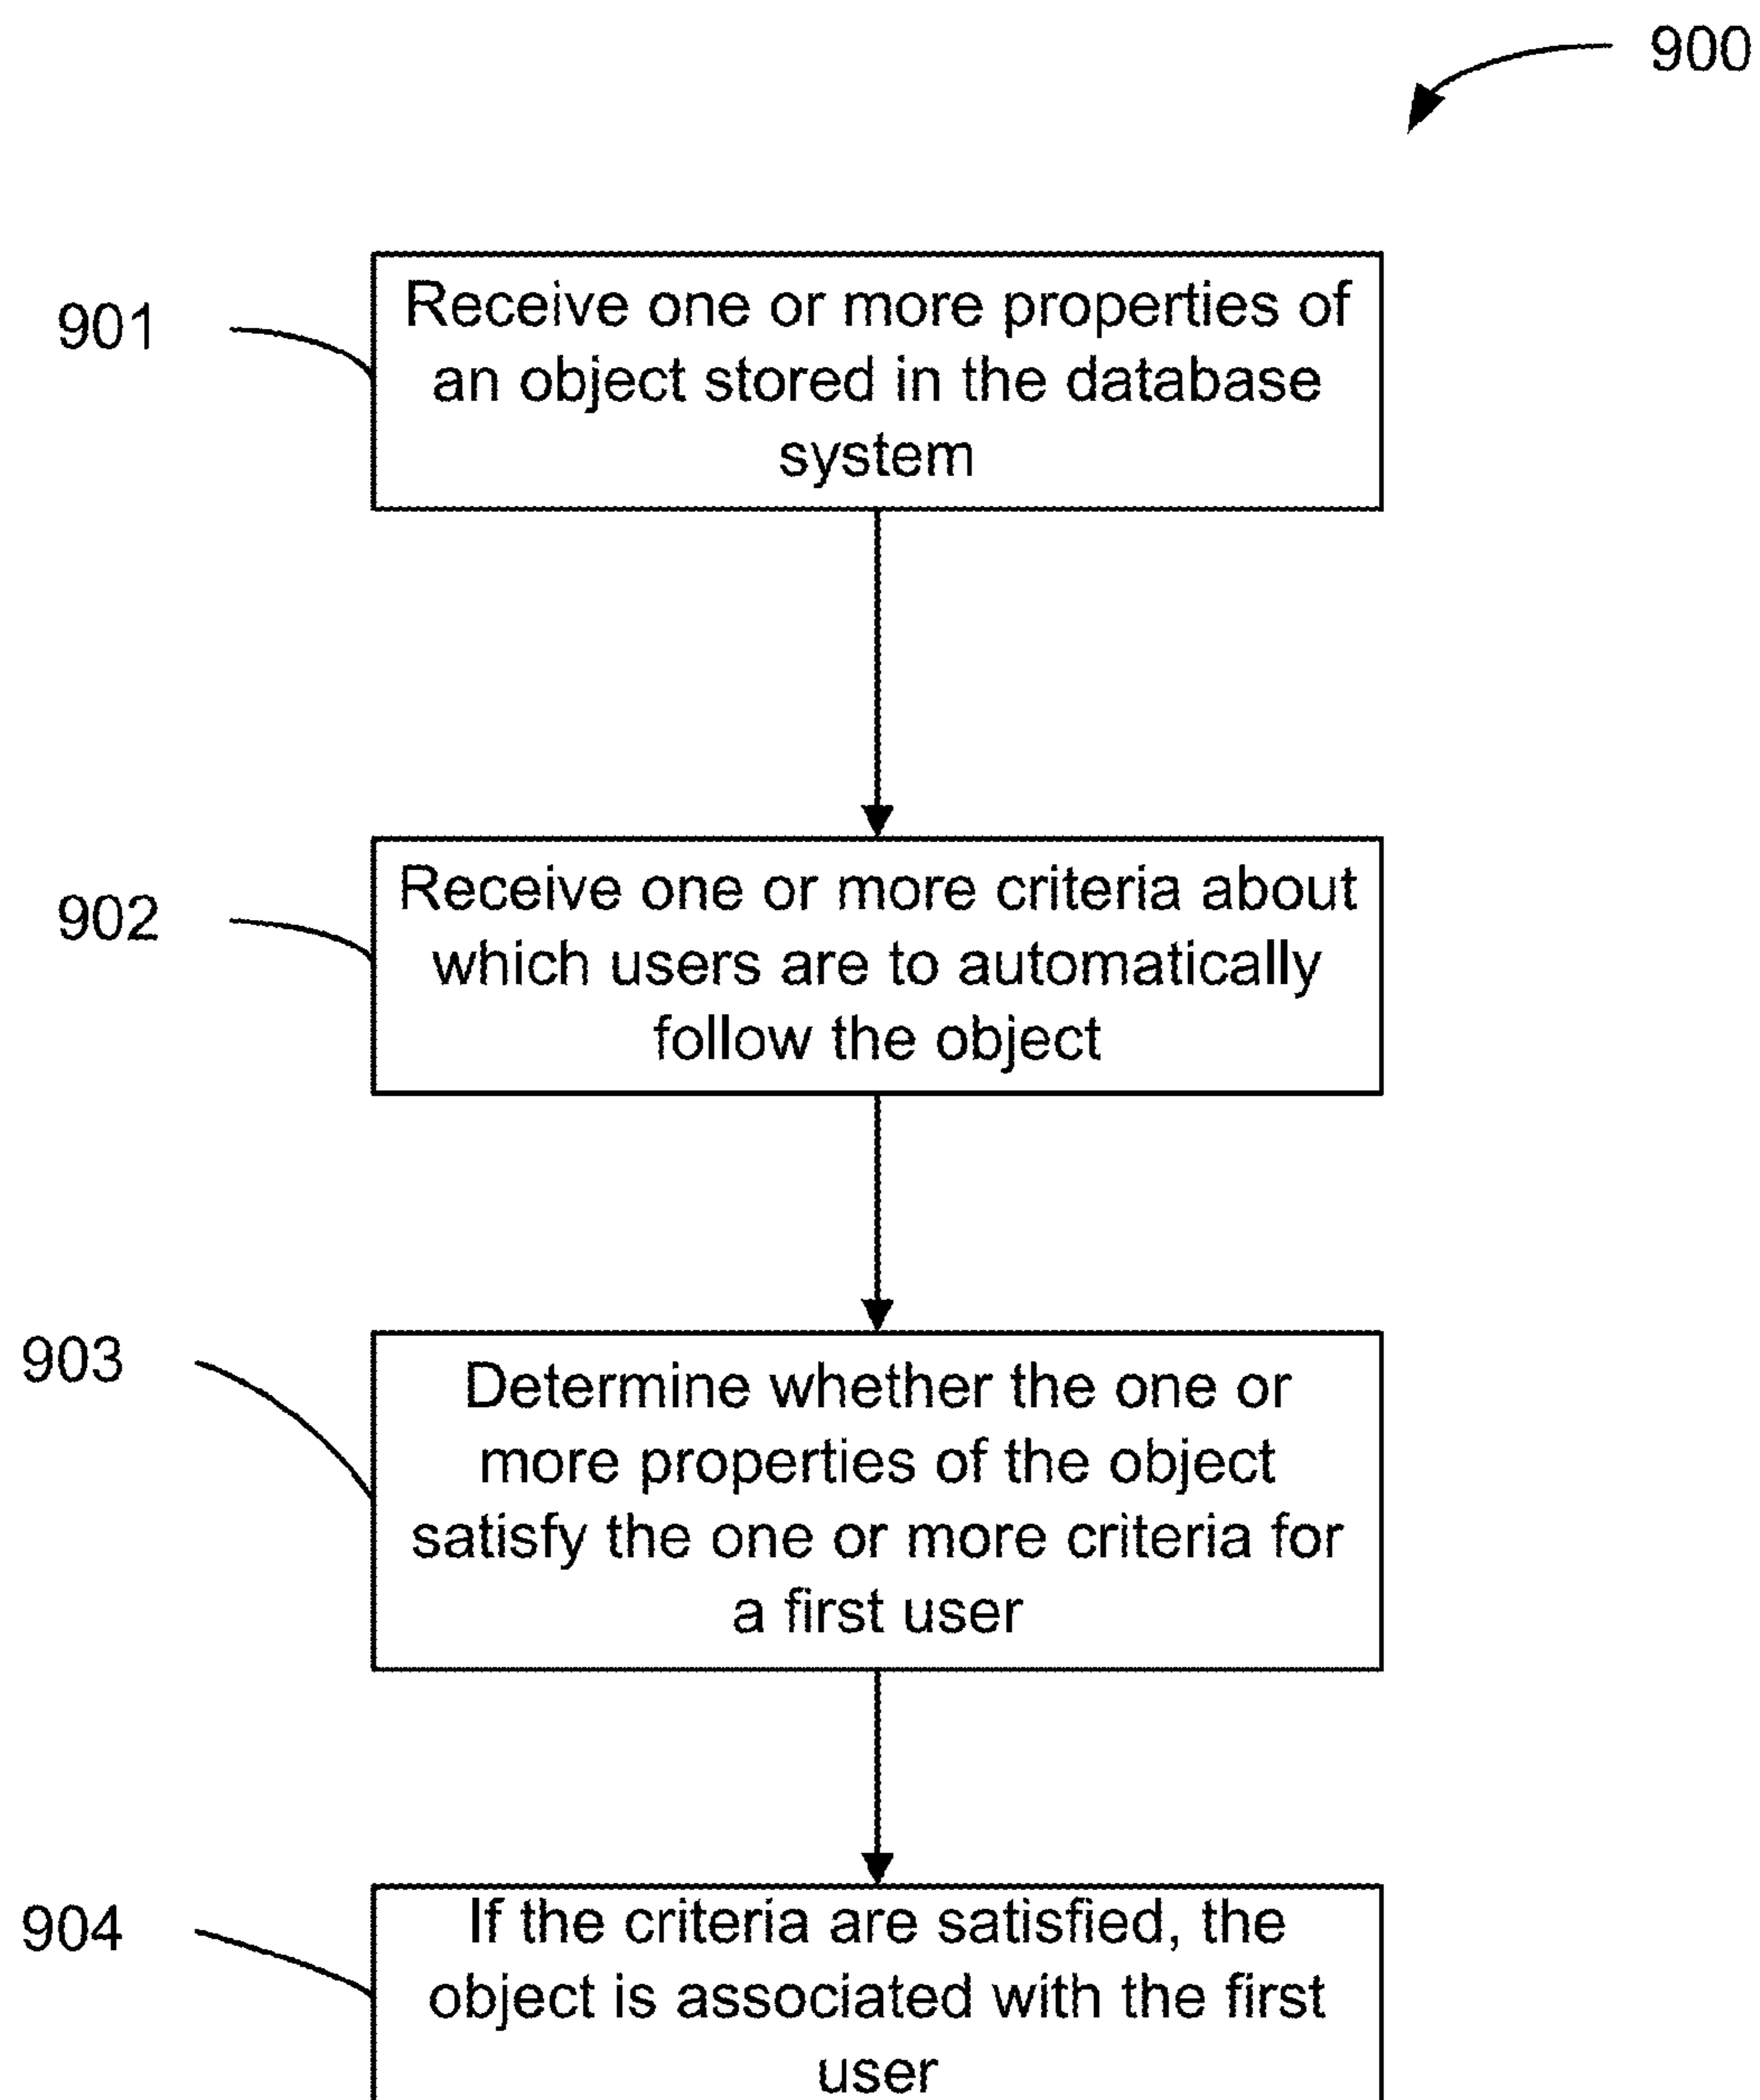 900
901
Receive one or more properties of
an object stored in the database
system
902
Receive one or more criteria about
which users are to automatically
follow the object
903
Determine whether the one or
more properties of the object
satisfy the one or more criteria for
a first user
904
If the criteria are satisfied, the
object is associated with the first
user